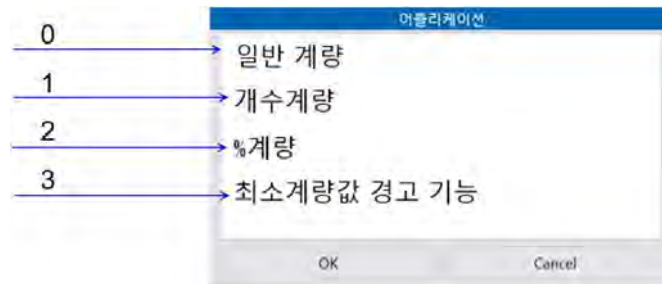 어플리케이션
0 일반 계량
1 개수계량
2 %계량
3 최소계량값 경고 기능
OK Cancel